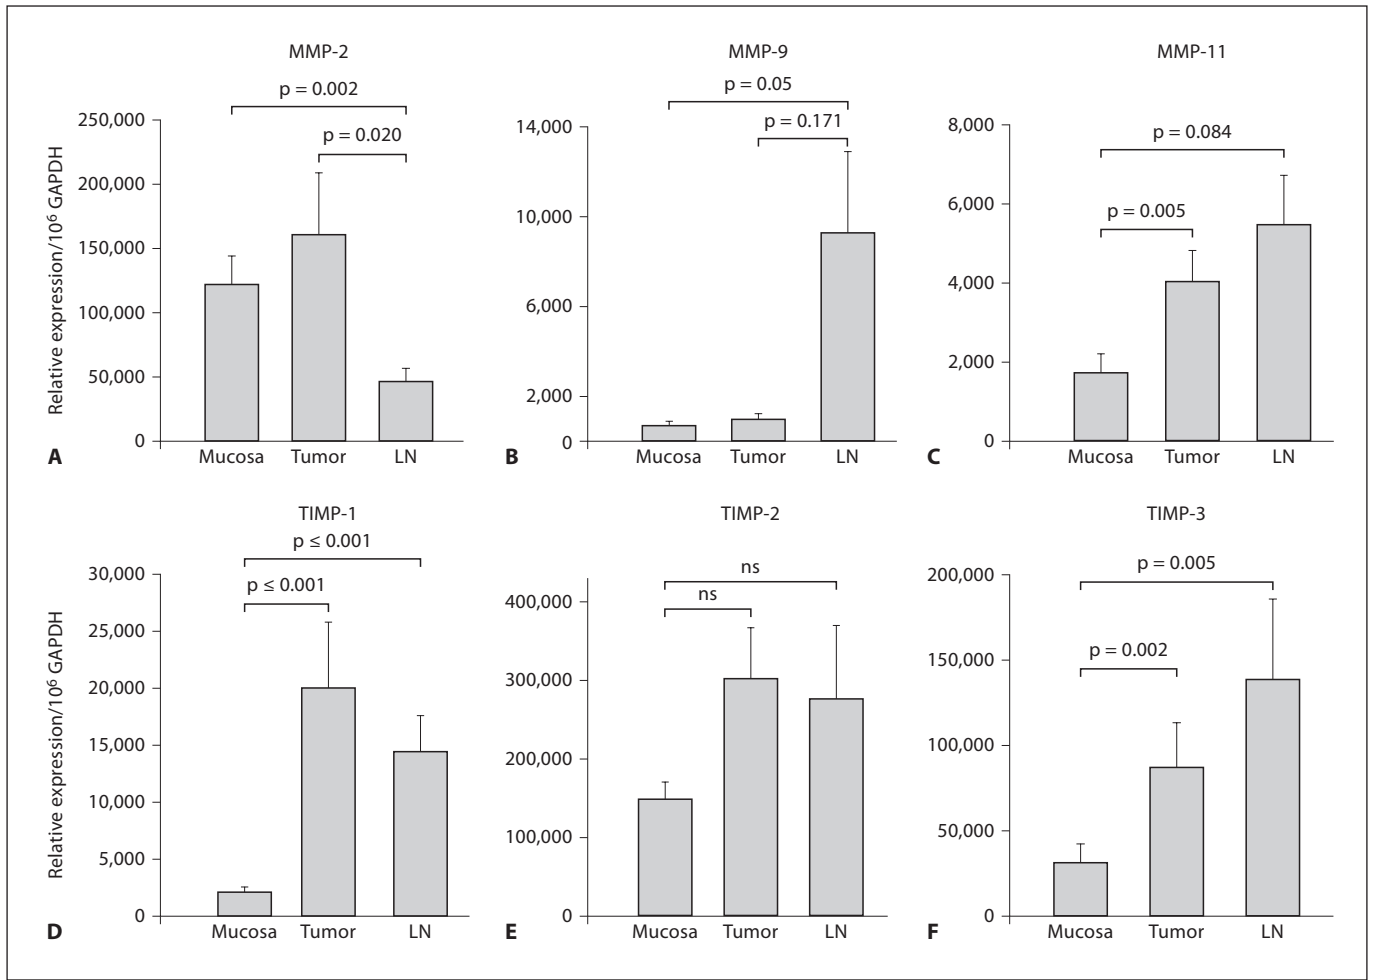 MMP-2
MMP-9
MMP-11
p = 0.002
p = 0.020
250,000
200,000
150,000
100,000
50,000
0
Relative expression/10⁶ GAPDH
A
Mucosa Tumor LN
p = 0.05
p = 0.171
14,000
10,000
6,000
2,000
0
B
Mucosa Tumor LN
p = 0.084
p = 0.005
8,000
6,000
4,000
2,000
0
C
Mucosa Tumor LN
TIMP-1
TIMP-2
TIMP-3
p ≤ 0.001
p ≤ 0.001
30,000
25,000
20,000
15,000
10,000
5,000
0
Relative expression/10⁶ GAPDH
D
Mucosa Tumor LN
ns
ns
400,000
300,000
200,000
100,000
0
E
Mucosa Tumor LN
p = 0.005
p = 0.002
200,000
150,000
100,000
50,000
0
F
Mucosa Tumor LN